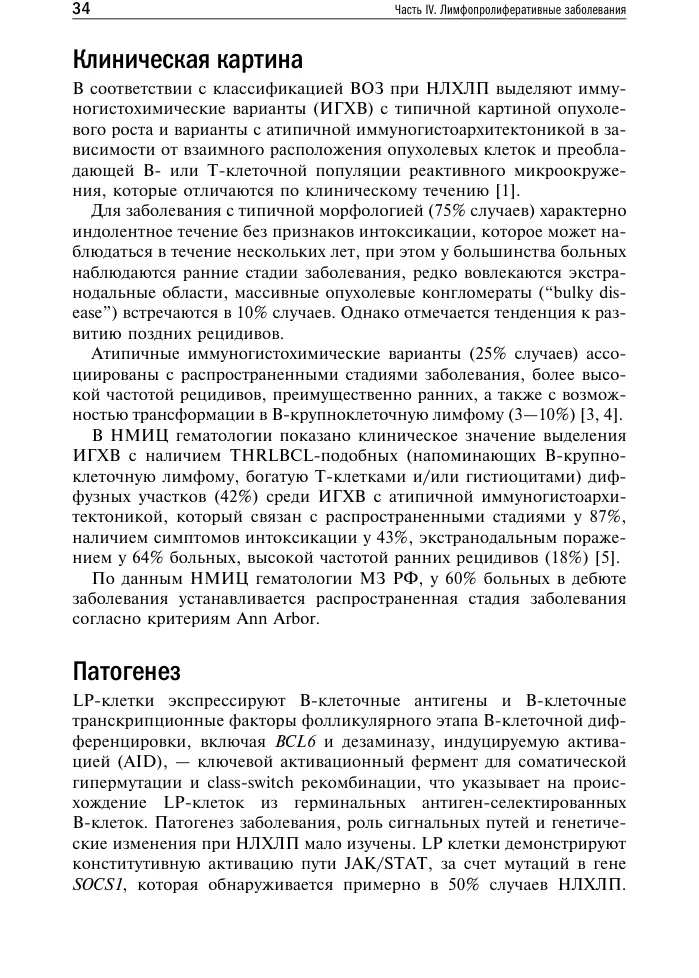 34
Часть IV. Лимфопролиферативные заболевания
Клиническая картина
В соответствии с классификацией ВОЗ при НЛХЛП выделяют имму-
ногистохимические варианты (ИГХВ) с типичной картиной опухоле-
вого роста и варианты с атипичной иммуногистоархитектоникой в за-
висимости от взаимного расположения опухолевых клеток и преобла-
дающей В- или Т-клеточной популяции реактивного микроокруже-
ния, которые отличаются по клиническому течению [1].
Для заболевания с типичной морфологией (75% случаев) характерно
индолентное течение без признаков интоксикации, которое может на-
блюдаться в течение нескольких лет, при этом у большинства больных
наблюдаются ранние стадии заболевания, редко вовлекаются экстра-
нодальные области, массивные опухолевые конгломераты (“bulky dis-
ease”) встречаются в 10% случаев. Однако отмечается тенденция к раз-
витию поздних рецидивов.
Атипичные иммуногистохимические варианты (25% случаев) ассо-
циированы с распространенными стадиями заболевания, более высо-
кой частотой рецидивов, преимущественно ранних, а также с возмож-
ностью трансформации в В-крупноклеточную лимфому (3—10%) [3, 4].
В НМИЦ гематологии показано клиническое значение выделения
ИГХВ с наличием THRLBCL-подобных (напоминающих В-крупно-
клеточную лимфому, богатую Т-клетками и/или гистиоцитами) диф-
фузных участков (42%) среди ИГХВ с атипичной иммуногистоархи-
тектоникой, который связан с распространенными стадиями у 87%,
наличием симптомов интоксикации у 43%, экстранодальным пораже-
нием у 64% больных, высокой частотой ранних рецидивов (18%) [5].
По данным НМИЦ гематологии МЗ РФ, у 60% больных в дебюте
заболевания устанавливается распространенная стадия заболевания
согласно критериям Ann Arbor.
Патогенез
LP-клетки экспрессируют В-клеточные антигены и В-клеточные
транскрипционные факторы фолликулярного этапа В-клеточной диф-
ференцировки, включая BCL6 и дезаминазу, индуцируемую актива-
цией (AID), — ключевой активационный фермент для соматической
гипермутации и class-switch рекомбинации, что указывает на проис-
хождение LP-клеток из герминальных антиген-селектированных
В-клеток. Патогенез заболевания, роль сигнальных путей и генетиче-
ские изменения при НЛХЛП мало изучены. LP клетки демонстрируют
конститутивную активацию пути JAK/STAT, за счет мутаций в гене
SOCS1, которая обнаруживается примерно в 50% случаев НЛХЛП.